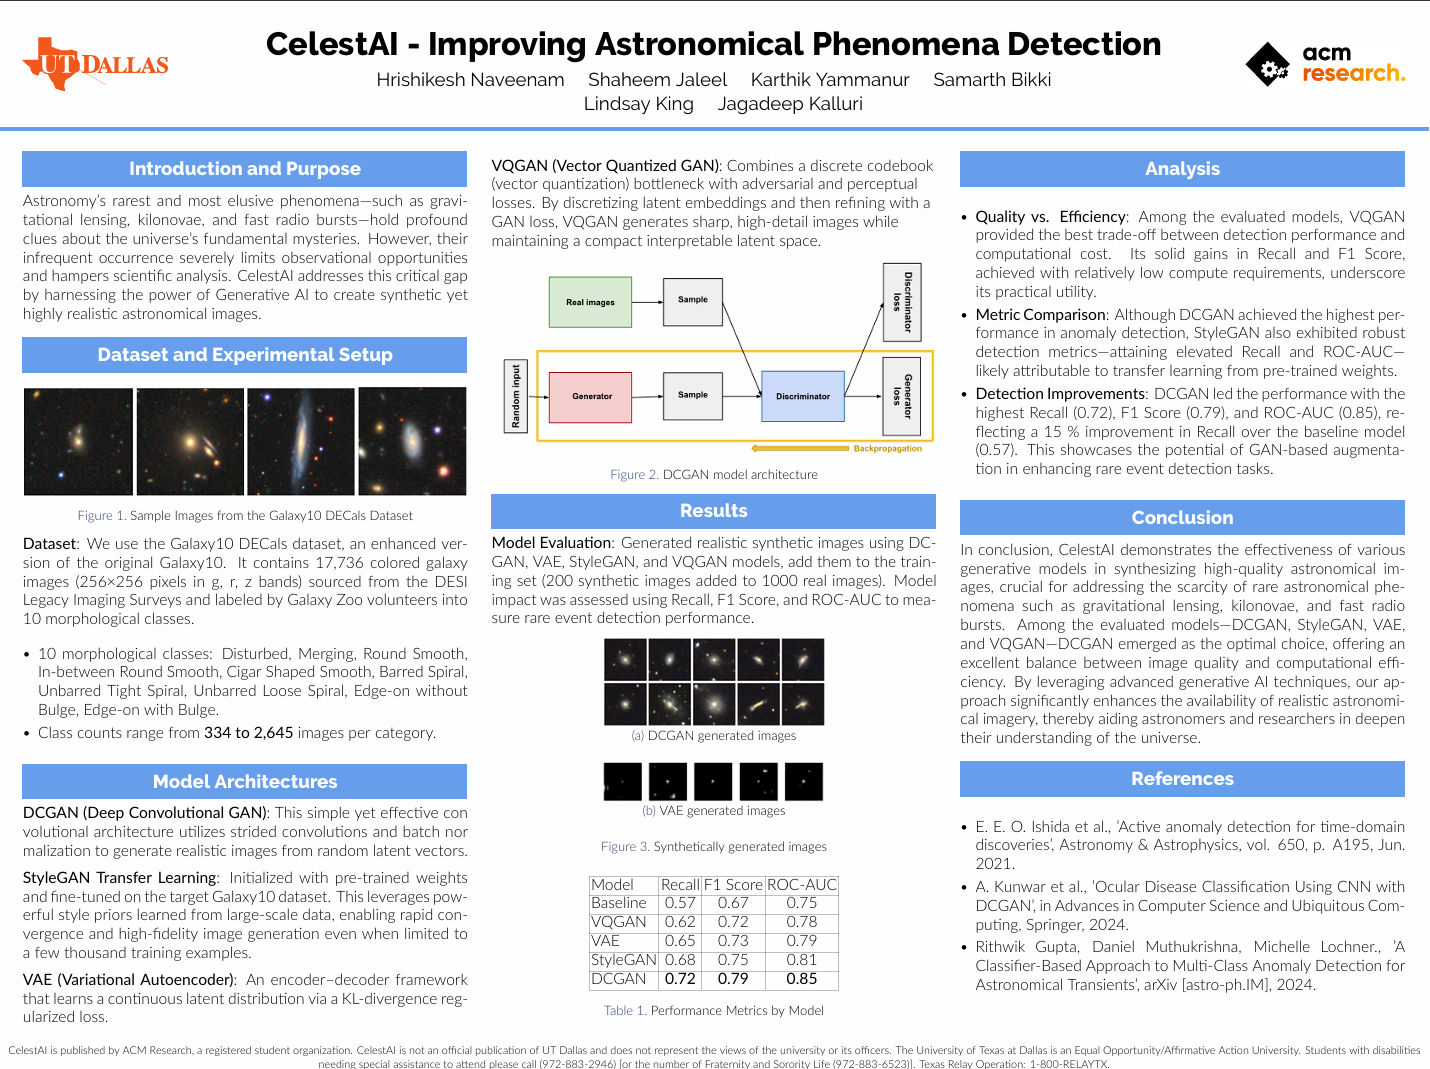 UT DALLAS
CelestAI - Improving Astronomical Phenomena Detection
Hrishikesh Naveenam Shaheem Jaleel Karthik Yammanur Samarth Bikki
Lindsay King Jagadeep Kalluri
acm
research.
Introduction and Purpose
Astronomy's rarest and most elusive phenomena—such as gravi-
tational lensing, kilonovae, and fast radio bursts—hold profound
clues about the universe's fundamental mysteries. However, their
infrequent occurrence severely limits observational opportunities
and hampers scientific analysis. CelestAI addresses this critical gap
by harnessing the power of Generative AI to create synthetic yet
highly realistic astronomical images.
Dataset and Experimental Setup
Figure 1. Sample Images from the Galaxy10 DECals Dataset
Dataset: We use the Galaxy10 DECals dataset, an enhanced ver-
sion of the original Galaxy10. It contains 17,736 colored galaxy
images (256×256 pixels in g, r, z bands) sourced from the DESI
Legacy Imaging Surveys and labeled by Galaxy Zoo volunteers into
10 morphological classes.
• 10 morphological classes: Disturbed, Merging, Round Smooth,
In-between Round Smooth, Cigar Shaped Smooth, Barred Spiral,
Unbarred Tight Spiral, Unbarred Loose Spiral, Edge-on without
Bulge, Edge-on with Bulge.
• Class counts range from 334 to 2,645 images per category.
Model Architectures
DCGAN (Deep Convolutional GAN): This simple yet effective con
volutional architecture utilizes strided convolutions and batch nor
malization to generate realistic images from random latent vectors.
StyleGAN Transfer Learning: Initialized with pre-trained weights
and fine-tuned on the target Galaxy10 dataset. This leverages pow-
erful style priors learned from large-scale data, enabling rapid con-
vergence and high-fidelity image generation even when limited to
a few thousand training examples.
VAE (Variational Autoencoder): An encoder–decoder framework
that learns a continuous latent distribution via a KL-divergence reg-
ularized loss.
VQGAN (Vector Quantized GAN): Combines a discrete codebook
(vector quantization) bottleneck with adversarial and perceptual
losses. By discretizing latent embeddings and then refining with a
GAN loss, VQGAN generates sharp, high-detail images while
maintaining a compact interpretable latent space.
Real images
Sample
Discriminator
loss
Random input
Generator
Sample
Discriminator
Generator
loss
Backpropagation
Figure 2. DCGAN model architecture
Results
Model Evaluation: Generated realistic synthetic images using DC-
GAN, VAE, StyleGAN, and VQGAN models, add them to the train-
ing set (200 synthetic images added to 1000 real images). Model
impact was assessed using Recall, F1 Score, and ROC-AUC to mea-
sure rare event detection performance.
(a) DCGAN generated images
(b) VAE generated images
Figure 3. Synthetically generated images
Model Recall F1 Score ROC-AUC
Baseline 0.57 0.67 0.75
VQGAN 0.62 0.72 0.78
VAE 0.65 0.73 0.79
StyleGAN 0.68 0.75 0.81
DCGAN 0.72 0.79 0.85
Table 1. Performance Metrics by Model
Analysis
• Quality vs. Efficiency: Among the evaluated models, VQGAN
provided the best trade-off between detection performance and
computational cost. Its solid gains in Recall and F1 Score,
achieved with relatively low compute requirements, underscore
its practical utility.
• Metric Comparison: Although DCGAN achieved the highest per-
formance in anomaly detection, StyleGAN also exhibited robust
detection metrics—attaining elevated Recall and ROC-AUC—
likely attributable to transfer learning from pre-trained weights.
• Detection Improvements: DCGAN led the performance with the
highest Recall (0.72), F1 Score (0.79), and ROC-AUC (0.85), re-
flecting a 15 % improvement in Recall over the baseline model
(0.57). This showcases the potential of GAN-based augmenta-
tion in enhancing rare event detection tasks.
Conclusion
In conclusion, CelestAI demonstrates the effectiveness of various
generative models in synthesizing high-quality astronomical im-
ages, crucial for addressing the scarcity of rare astronomical phe-
nomena such as gravitational lensing, kilonovae, and fast radio
bursts. Among the evaluated models—DCGAN, StyleGAN, VAE,
and VQGAN—DCGAN emerged as the optimal choice, offering an
excellent balance between image quality and computational effi-
ciency. By leveraging advanced generative AI techniques, our ap-
proach significantly enhances the availability of realistic astronomi-
cal imagery, thereby aiding astronomers and researchers in deepen
their understanding of the universe.
References
• E. E. O. Ishida et al., 'Active anomaly detection for time-domain
discoveries', Astronomy & Astrophysics, vol. 650, p. A195, Jun.
2021.
• A. Kunwar et al., 'Ocular Disease Classification Using CNN with
DCGAN', in Advances in Computer Science and Ubiquitous Com-
puting, Springer, 2024.
• Rithwik Gupta, Daniel Muthukrishna, Michelle Lochner., 'A
Classifier-Based Approach to Multi-Class Anomaly Detection for
Astronomical Transients', arXiv [astro-ph.IM], 2024.
CelestAI is published by ACM Research, a registered student organization. CelestAI is not an official publication of UT Dallas and does not represent the views of the university or its officers. The University of Texas at Dallas is an Equal Opportunity/Affirmative Action University. Students with disabilities
needing special assistance to attend please call (972-883-2946) [or the number of Fraternity and Sorority Life (972-883-6523)]. Texas Relay Operation: 1-800-RELAYTX.